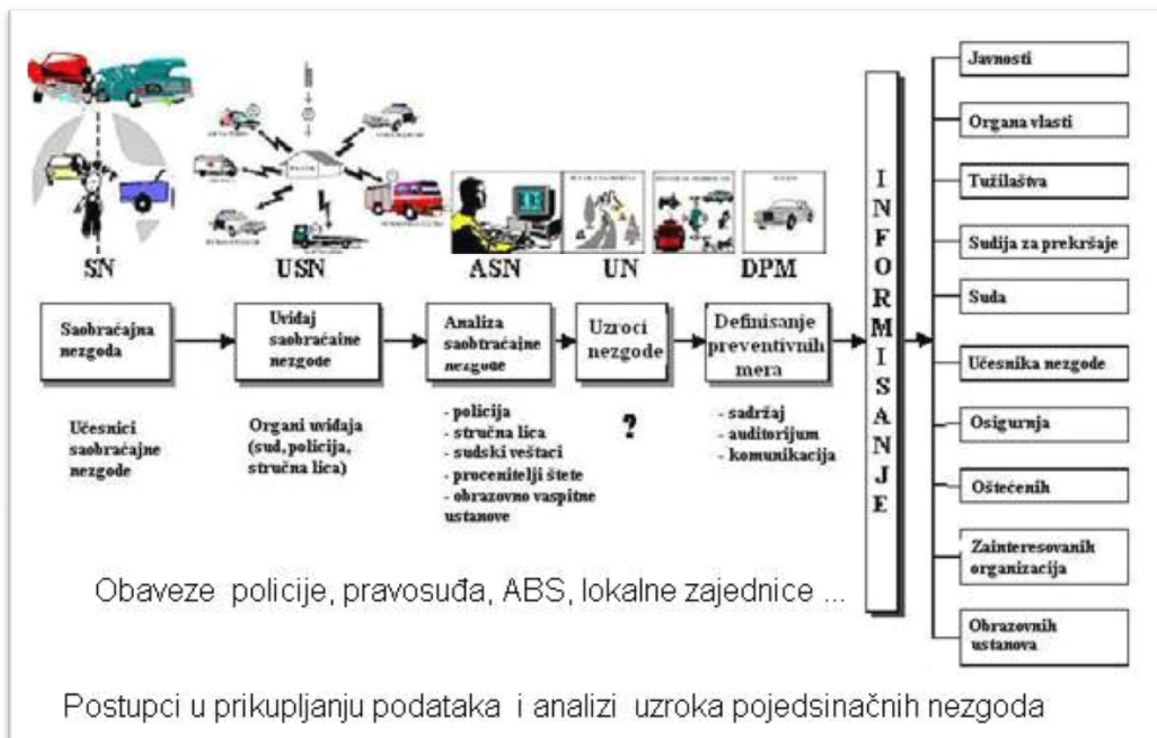 SN
USN
ASN
UN
DPM
Saobraćajna
nezgoda
Uviđaj
saobraćajne
nezgode
Analiza
saobtraćajne
nezgode
Uzroci
nezgode
Definisanje
preventivnih
mera
Učesnici
saobraćajne
nezgode
Organi uviđaja
(sud, policija,
stručna lica)
- policija
- stručna lica
- sudski veštaci
- procenitelji štete
- obrazovno vaspitne
ustanove
?
- sadržaj
- auditorijum
- komunikacija
INFORMISANJE
Javnosti
Organa vlasti
Tužilaštva
Sudija za prekršaje
Suda
Učesnika nezgode
Osigurnja
Oštećenih
Zainteresovanih
organizacija
Obrazovnih
ustanova
Obaveze policije, pravosuđa, ABS, lokalne zajednice ...
Postupci u prikupljanju podataka i analizi uzroka pojedsinačnih nezgoda